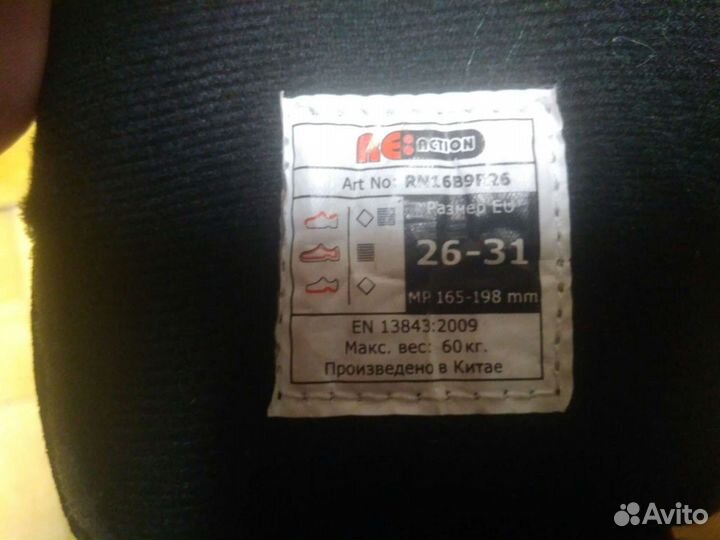 RE:ACTION
Art No: RN16B9F26
Размер EU
26-31
MP 165-198 mm
EN 13843:2009
Макс. вес: 60кг.
Произведено в Китае
Avito